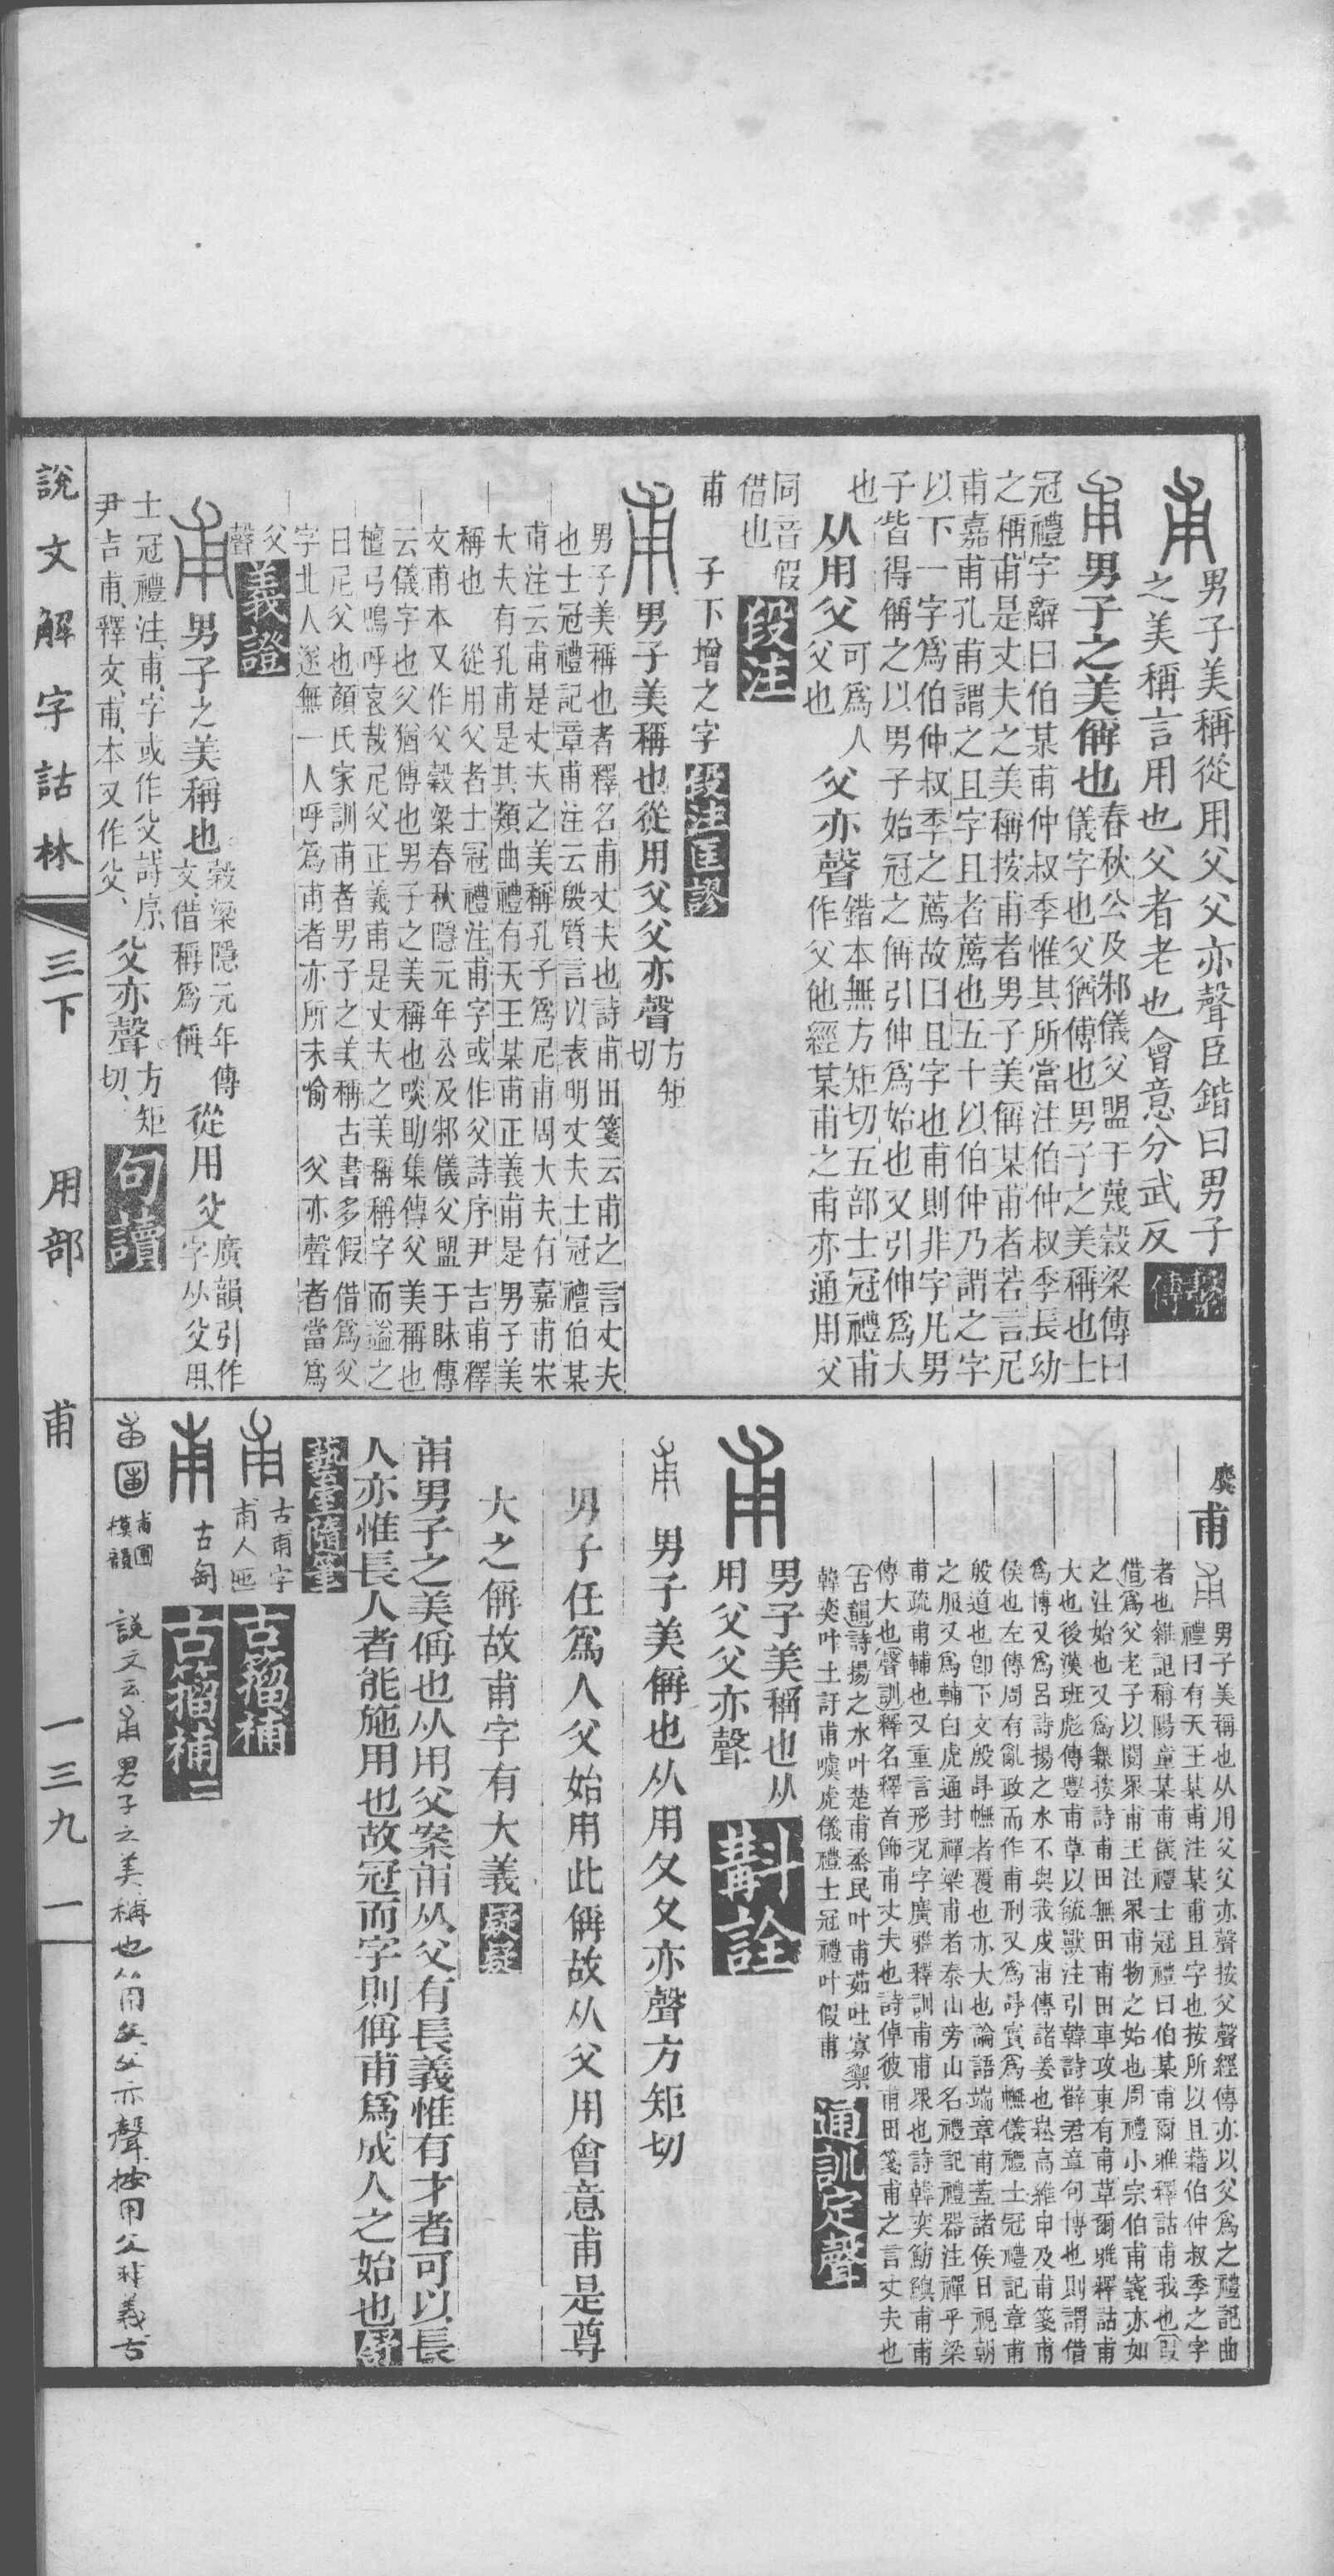 男子美稱從用父父亦聲臣鍇曰男子
之美稱言用也父者老也會意分武反
繫傳
男子之美偁也
春秋公及邾儀父盟于蔑穀梁傳曰
儀字也父猶傅也男子之美稱也士
冠禮字辭曰伯某甫仲叔季惟其所當注伯仲叔季長幼
之稱甫是丈夫之美稱按甫者男子美偁某甫者若言尼
甫嘉甫孔甫謂之且字且者薦也五十以伯仲乃謂之字
以下一字爲伯仲叔季之薦故曰且字也甫則非字凡男
子皆得偁之以男子始冠之偁引伸爲始也又引伸爲大
也
从用父
可爲人
父也
父亦聲
錯本無方矩切五部士冠禮甫
作父他經某甫之甫亦通用父
同音假
借也
段注
甫
子下增之字
段注匡謬
男子美稱也從用父父亦聲
方矩
切
男子美稱也者釋名甫丈夫也詩甫田箋云甫之言丈夫
也士冠禮記章甫注云殷質言以表明丈夫士冠禮伯某
甫注云甫是丈夫之美稱孔子爲尼甫周大夫有嘉甫宋
大夫有孔甫是其類曲禮有天王某甫正義甫是男子美
稱也
從用父者士冠禮注甫字或作父詩序尹吉甫釋
文甫本又作父穀梁春秋隱元年公及邾儀父盟于眛傳
云儀字也父猶傅也男子之美稱也啖助集傳父美稱也
檀弓嗚呼哀哉尼父正義甫是丈夫之美稱稱字而謚之
曰尼父也顏氏家訓甫者男子之美稱古書多假借爲父
字北人遂無一人呼爲甫者亦所未喻
父亦聲者當爲
父
聲
義證
男子之美稱也
穀梁隱元年傳
文借稱爲偁、
從用父
廣韻引作
字从父用
士冠禮注、甫字或作父詩序、
尹吉甫、釋文、甫、本又作父、
父亦聲
方矩
切、
句讀
說文解字詁林
三下
用部
甫
一三九一
虞
甫
男子美稱也从用父父亦聲按父聲經傳亦以父爲之禮記曲
禮曰有天王某甫注某甫且字也按所以且藉伯仲叔季之字
者也雜記稱陽童某甫儀禮士冠禮曰伯某甫爾雅釋詁甫我也假
借爲父老子以閱衆甫王注衆甫物之始也周禮小宗伯甫竁亦如
之注始也又爲龢按詩甫田無田甫田車攻東有甫草爾雅釋詁甫
大也後漢班彪傳豐甫草以毓獸注引韓詩薛君章句博也則謂借
爲博又爲呂詩揚之水不與我戍甫傳諸姜也崧高維申及甫箋甫
侯也左傳周有亂政而作甫刑又爲冔實爲幠儀禮士冠禮記章甫
殷道也卽下文殷冔幠者覆也亦大也論語端章甫葢諸侯日視朝
之服又爲輔白虎通封禪梁甫者泰山旁山名禮記禮器注禪乎梁
甫疏甫輔也又重言形況字廣雅釋訓甫甫衆也詩韓奕魴鱮甫甫
傳大也聲訓釋名釋首飾甫丈夫也詩倬彼甫田箋甫之言丈夫也
古韻詩揚之水叶楚甫烝民叶甫茹吐寡禦
韓奕叶土訏甫噳虎儀禮士冠禮叶假甫
通訓定聲
男子美稱也从
用父父亦聲
斠詮
男子美偁也从用父父亦聲方矩切
男子任爲人父始用此偁故从父用會意甫是尊
大之偁故甫字有大義
疑疑
甫男子之美偁也从用父案甫从父有長義惟有才者可以長
人亦惟長人者能施用也故冠而字則偁甫爲成人之始也
藝堂隨筆
古甫字
甫人匜
古籀補
古匋
古籀補二
甫圖
模韻
說文云甫男子之美稱也从用父父亦聲按用父非義古